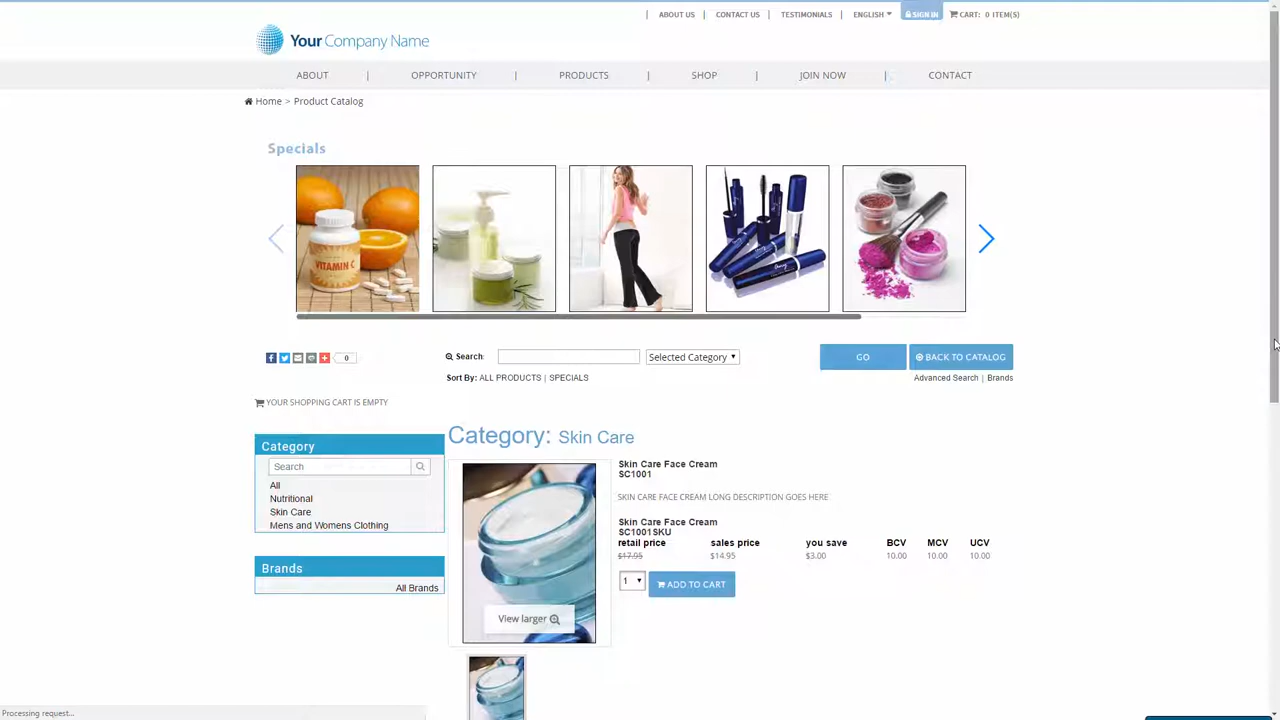 ABOUT US | CONTACT US | TESTIMONIALS | ENGLISH SIGN IN CART: 0 ITEM(S)
Your Company Name
ABOUT | OPPORTUNITY | PRODUCTS | SHOP | JOIN NOW | CONTACT
Home > Product Catalog
Specials
VITAMIN C
Search: Selected Category GO BACK TO CATALOG
0
Sort By: ALL PRODUCTS | SPECIALS Advanced Search | Brands
YOUR SHOPPING CART IS EMPTY
Category
Search
All
Nutritional
Skin Care
Mens and Womens Clothing
Brands
All Brands
Category: Skin Care
View larger
Skin Care Face Cream
SC1001
SKIN CARE FACE CREAM LONG DESCRIPTION GOES HERE
Skin Care Face Cream
SC1001SKU
retail price sales price you save BCV MCV UCV
$17.95 $14.95 $3.00 10.00 10.00 10.00
1 ADD TO CART
Processing request...